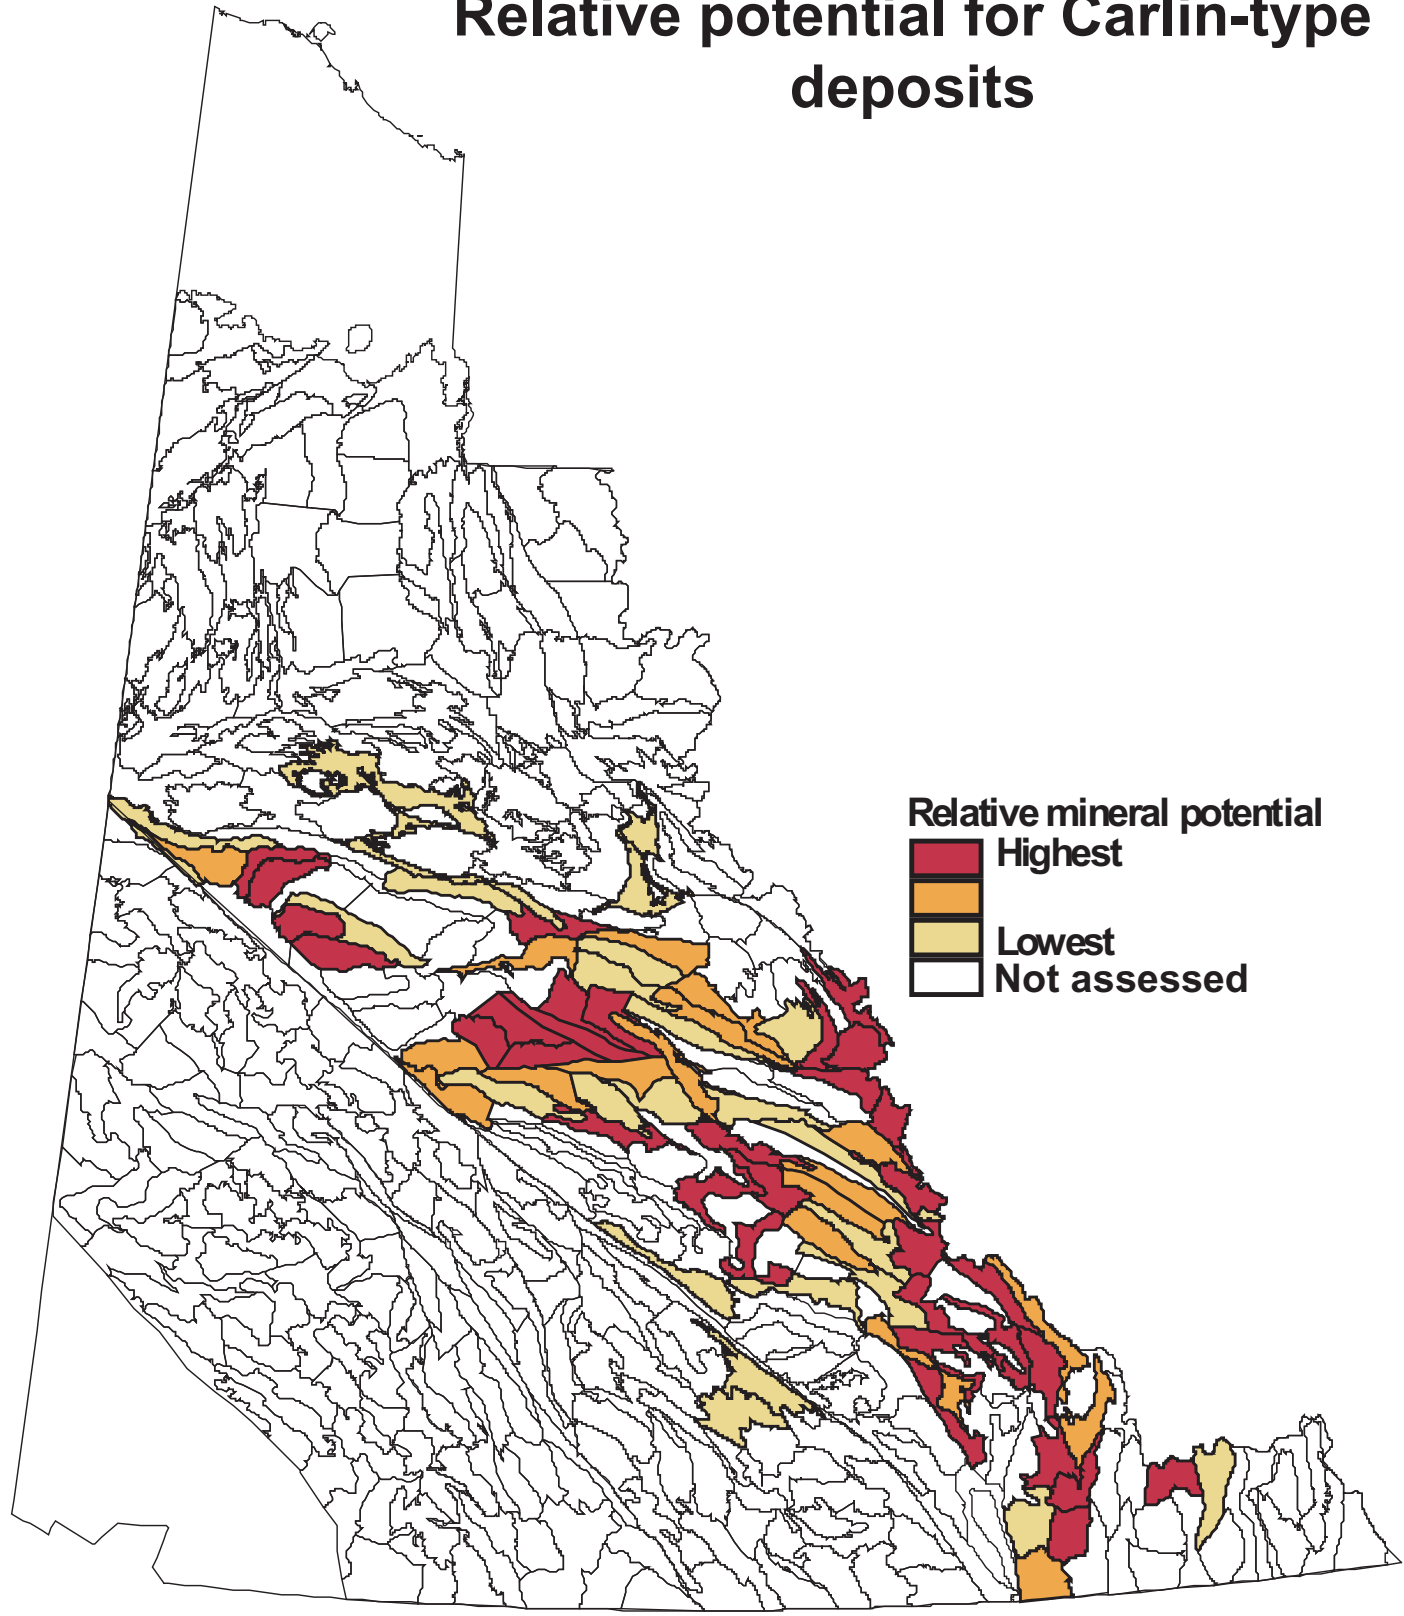 Relative potential for Carlin-type
deposits
Relative mineral potential
Highest
Lowest
Not assessed